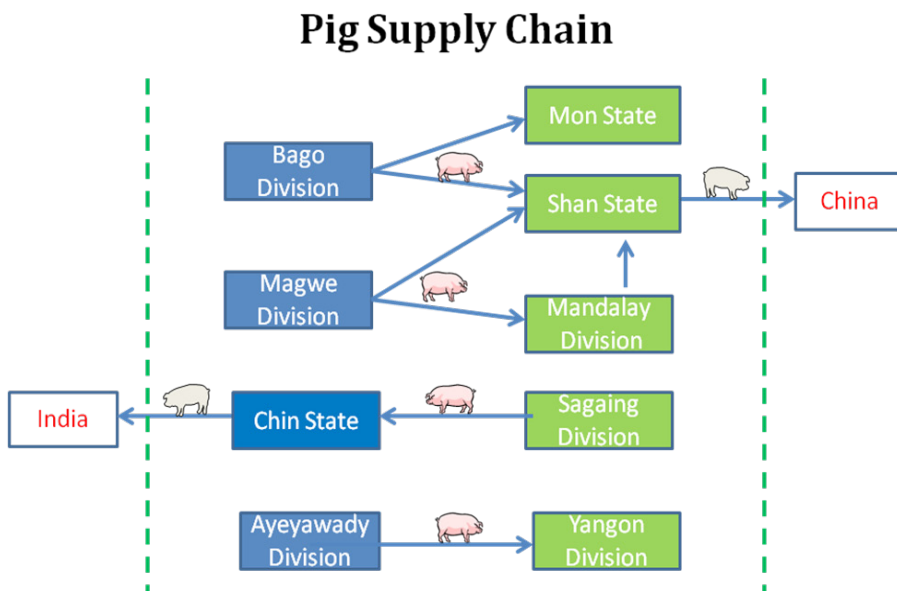 Pig Supply Chain
Mon State
Bago
Division
Shan State
China
Magwe
Division
Mandalay
Division
India
Chin State
Sagaing
Division
Ayeyawady
Division
Yangon
Division